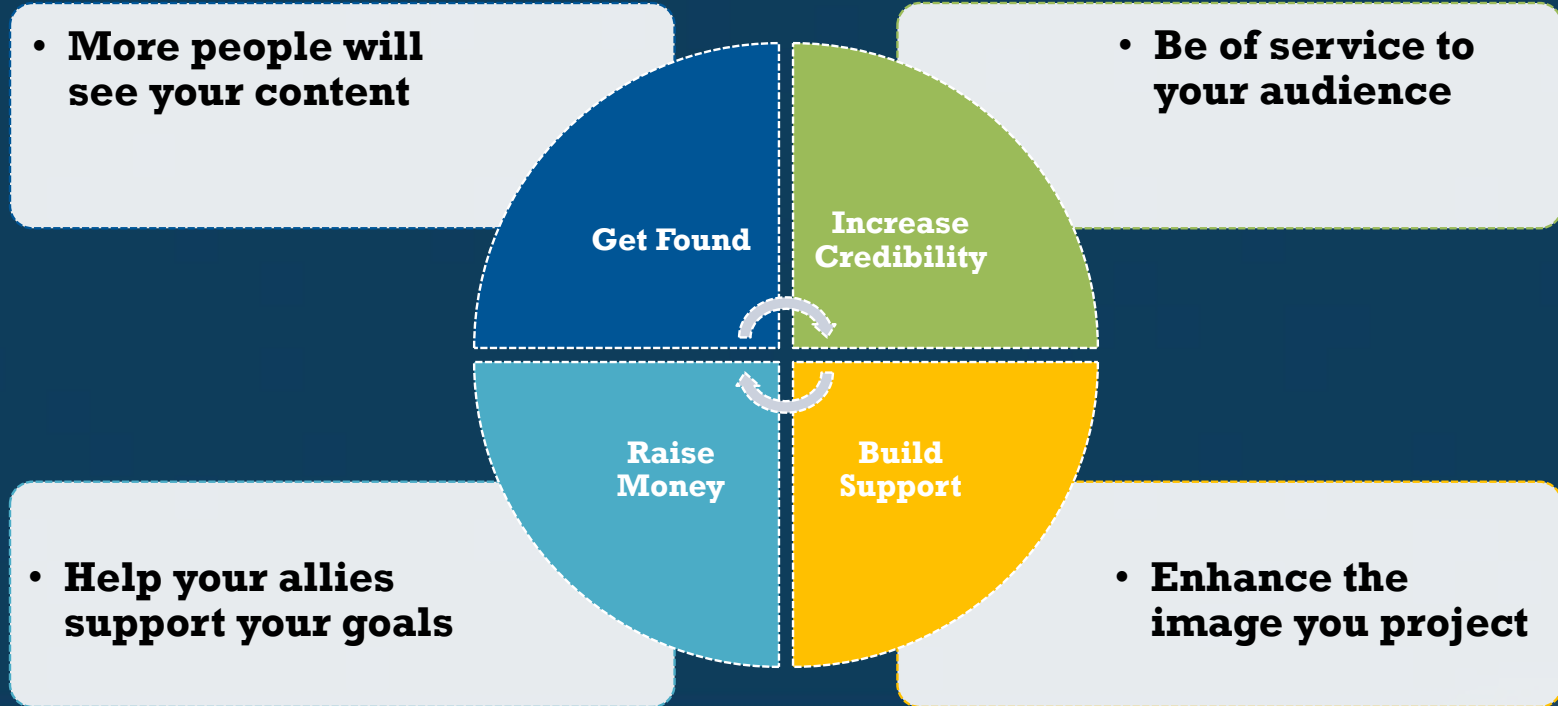 • More people will
see your content
• Be of service to
your audience
Get Found
Increase
Credibility
Raise
Money
Build
Support
• Help your allies
support your goals
• Enhance the
image you project